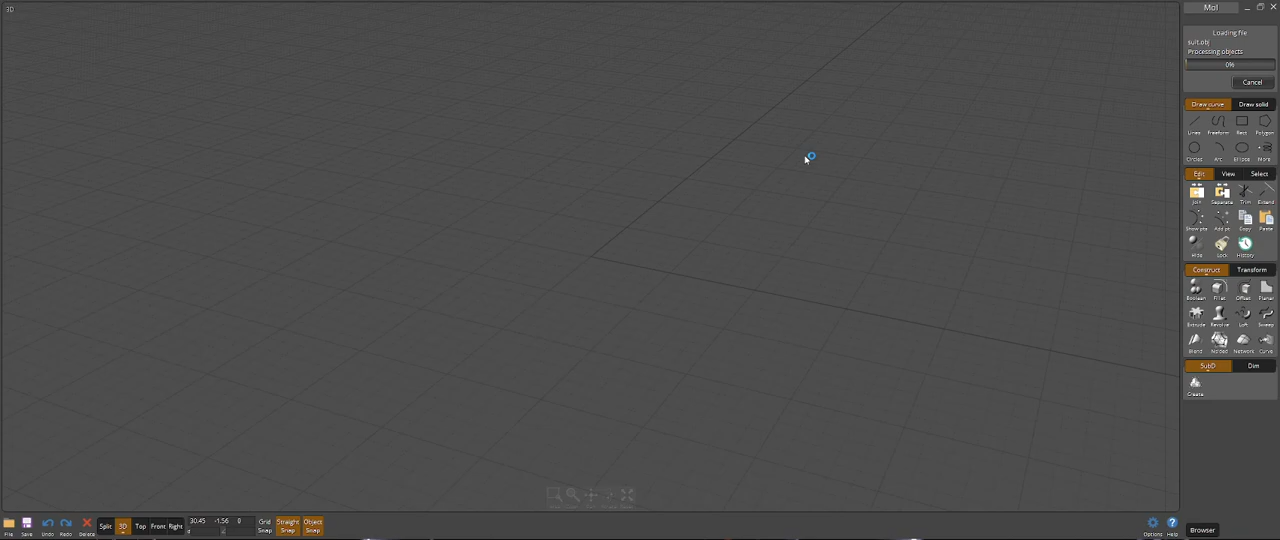 3D
MoI
Loading file
suit.obj
Processing objects
0%
Cancel
Draw curve Draw solid
Lines Freeform Rect Polygon
Circles Arc Ellipse More
Edit View Select
Join Separate Trim Extend
Show pts Add pt Copy Paste
Hide Lock History
Construct Transform
Boolean Fillet Offset Planar
Extrude Revolve Loft Sweep
Blend Nsided Network Curve
SubD Dim
Create
File Save Undo Redo Delete Split 3D Top Front Right 30.45 -1.56 0 d Grid Snap Straight Snap Object Snap Options Help Browser